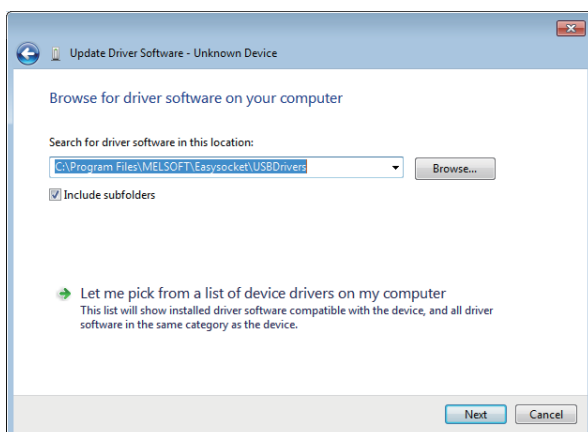 Update Driver Software - Unknown Device
Browse for driver software on your computer
Search for driver software in this location:
C:\Program Files\MELSOFT\Easysocket\USBDrivers
Browse...
Include subfolders
Let me pick from a list of device drivers on my computer
This list will show installed driver software compatible with the device, and all driver
software in the same category as the device.
Next
Cancel